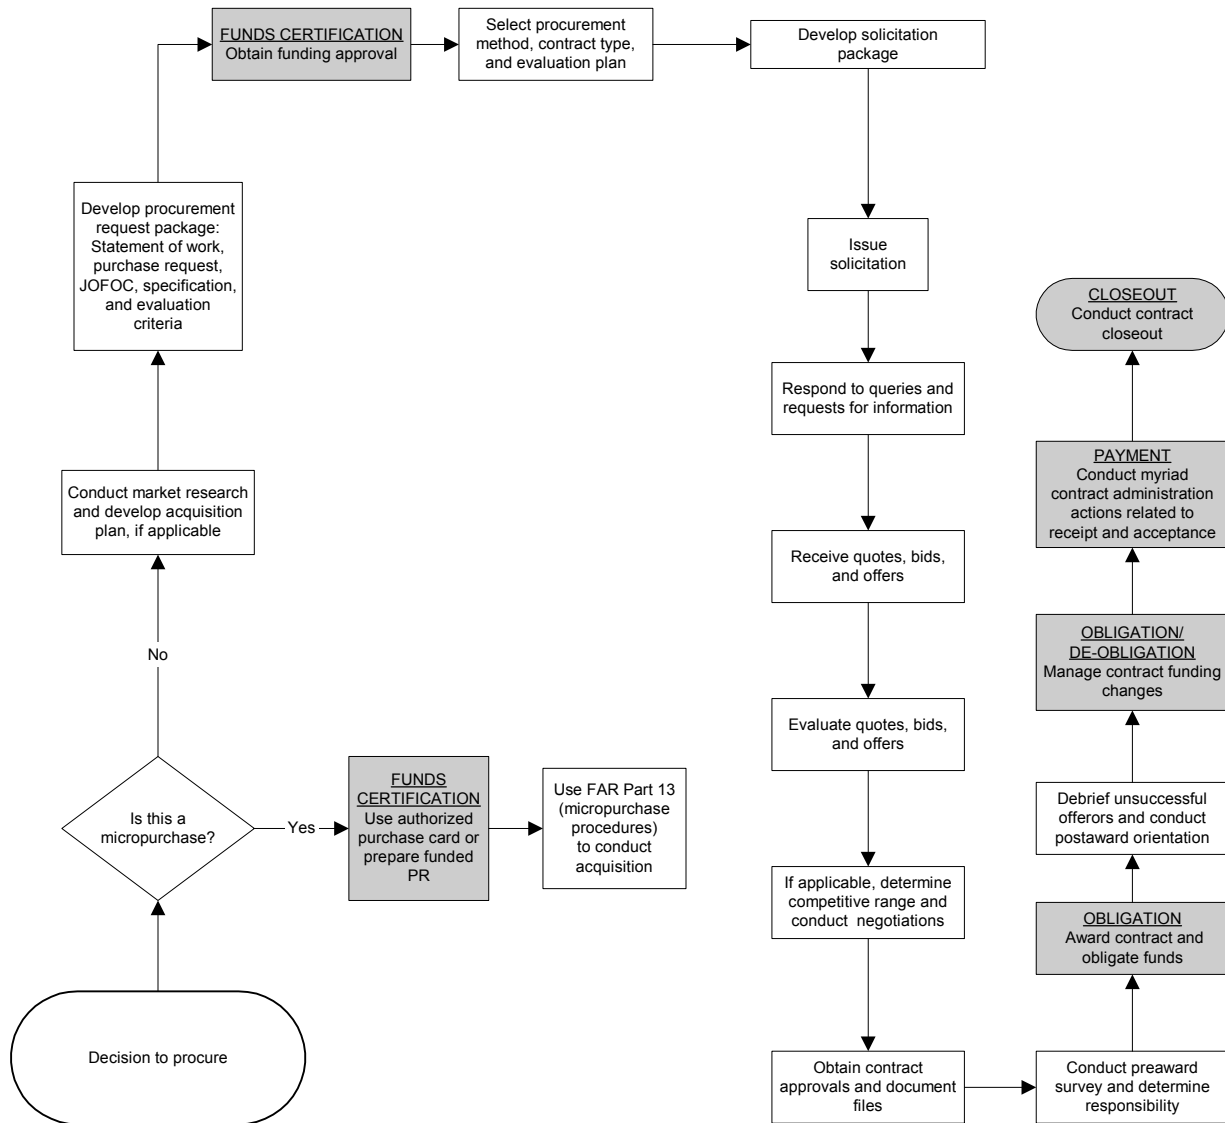 FUNDS CERTIFICATION
Obtain funding approval
Select procurement
method, contract type,
and evaluation plan
Develop solicitation
package
Develop procurement
request package:
Statement of work,
purchase request,
JOFOC, specification,
and evaluation
criteria
Issue
solicitation
CLOSEOUT
Conduct contract
closeout
Respond to queries and
requests for information
Conduct market research
and develop acquisition
plan, if applicable
PAYMENT
Conduct myriad
contract administration
actions related to
receipt and acceptance
Receive quotes, bids,
and offers
No
OBLIGATION/
DE-OBLIGATION
Manage contract funding
changes
Evaluate quotes, bids,
and offers
Is this a
micropurchase?
Yes
FUNDS
CERTIFICATION
Use authorized
purchase card or
prepare funded
PR
Use FAR Part 13
(micropurchase
procedures)
to conduct
acquisition
Debrief unsuccessful
offerors and conduct
postaward orientation
If applicable, determine
competitive range and
conduct  negotiations
OBLIGATION
Award contract and
obligate funds
Decision to procure
Obtain contract
approvals and document
files
Conduct preaward
survey and determine
responsibility